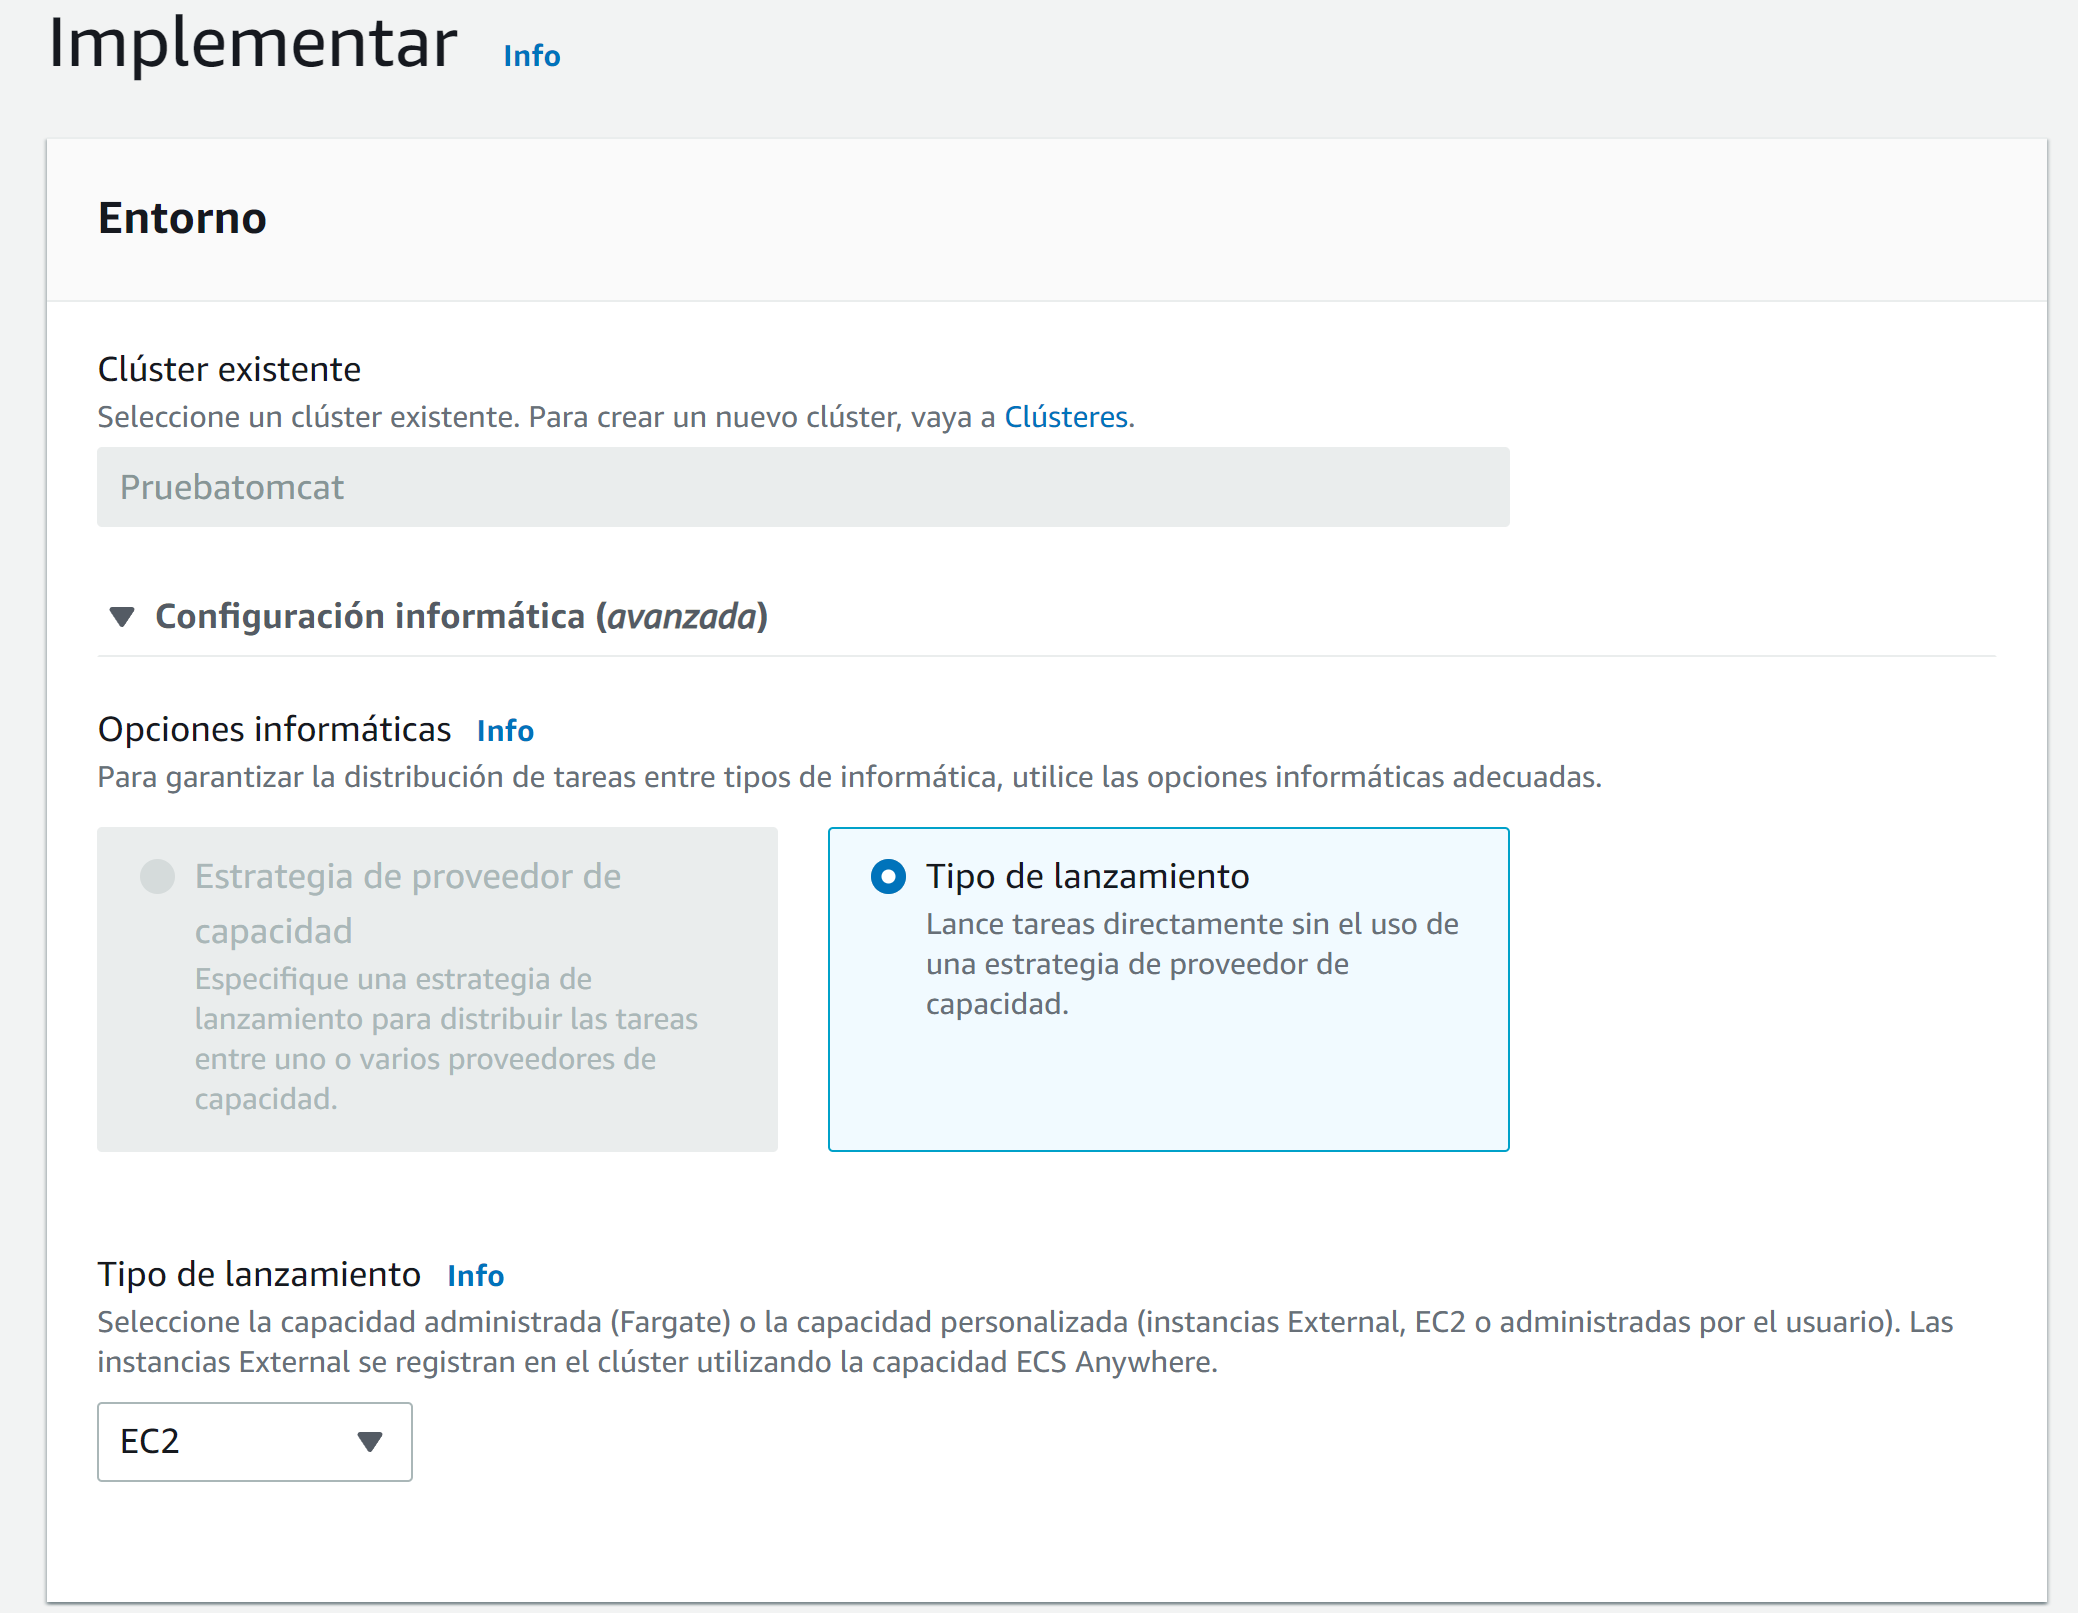 Implementar Info
Entorno
Clúster existente
Seleccione un clúster existente. Para crear un nuevo clúster, vaya a Clústeres.
Pruebatomcat
Configuración informática (avanzada)
Opciones informáticas Info
Para garantizar la distribución de tareas entre tipos de informática, utilice las opciones informáticas adecuadas.
Estrategia de proveedor de
capacidad
Especifique una estrategia de
lanzamiento para distribuir las tareas
entre uno o varios proveedores de
capacidad.
Tipo de lanzamiento
Lance tareas directamente sin el uso de
una estrategia de proveedor de
capacidad.
Tipo de lanzamiento Info
Seleccione la capacidad administrada (Fargate) o la capacidad personalizada (instancias External, EC2 o administradas por el usuario). Las
instancias External se registran en el clúster utilizando la capacidad ECS Anywhere.
EC2